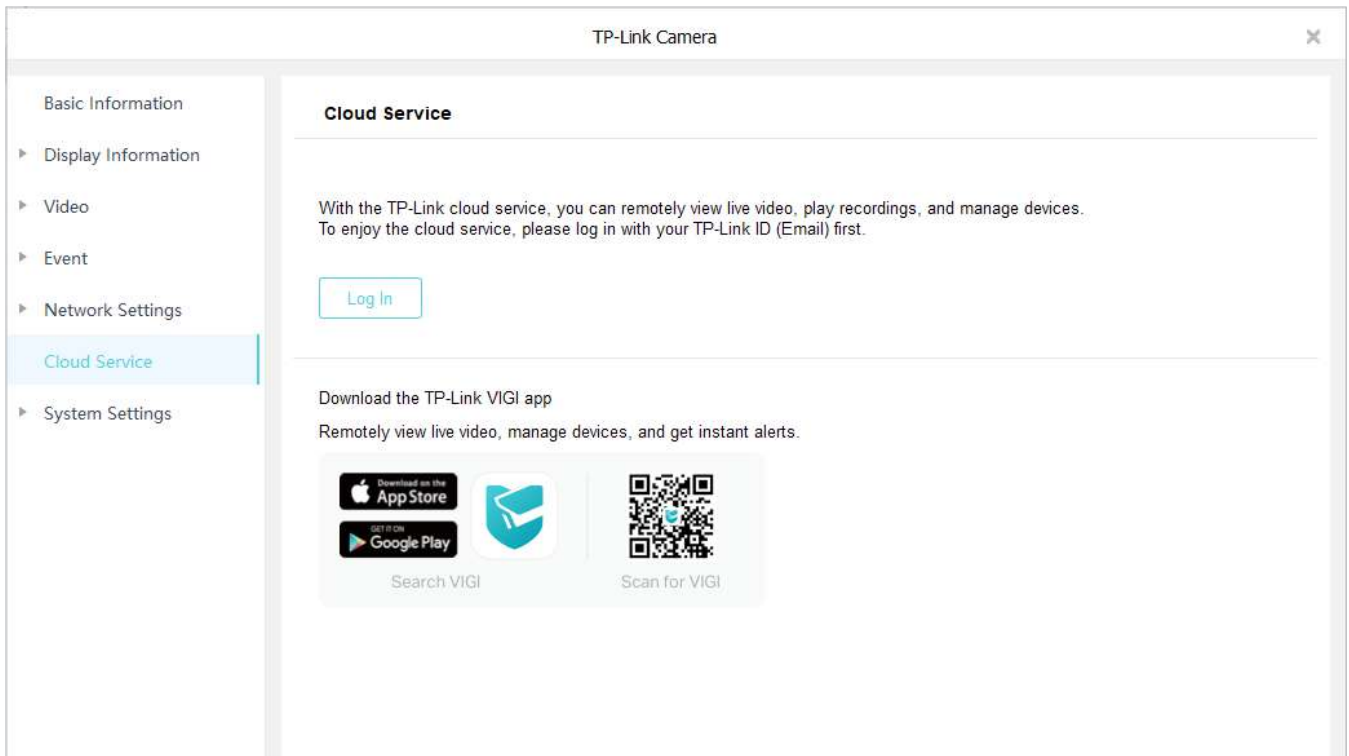 TP-Link Camera
Basic Information
Display Information
Video
Event
Network Settings
Cloud Service
System Settings
Cloud Service
With the TP-Link cloud service, you can remotely view live video, play recordings, and manage devices.
To enjoy the cloud service, please log in with your TP-Link ID (Email) first.
Log In
Download the TP-Link VIGI app
Remotely view live video, manage devices, and get instant alerts.
Download on the
App Store
GET IT ON
Google Play
Search VIGI
Scan for VIGI